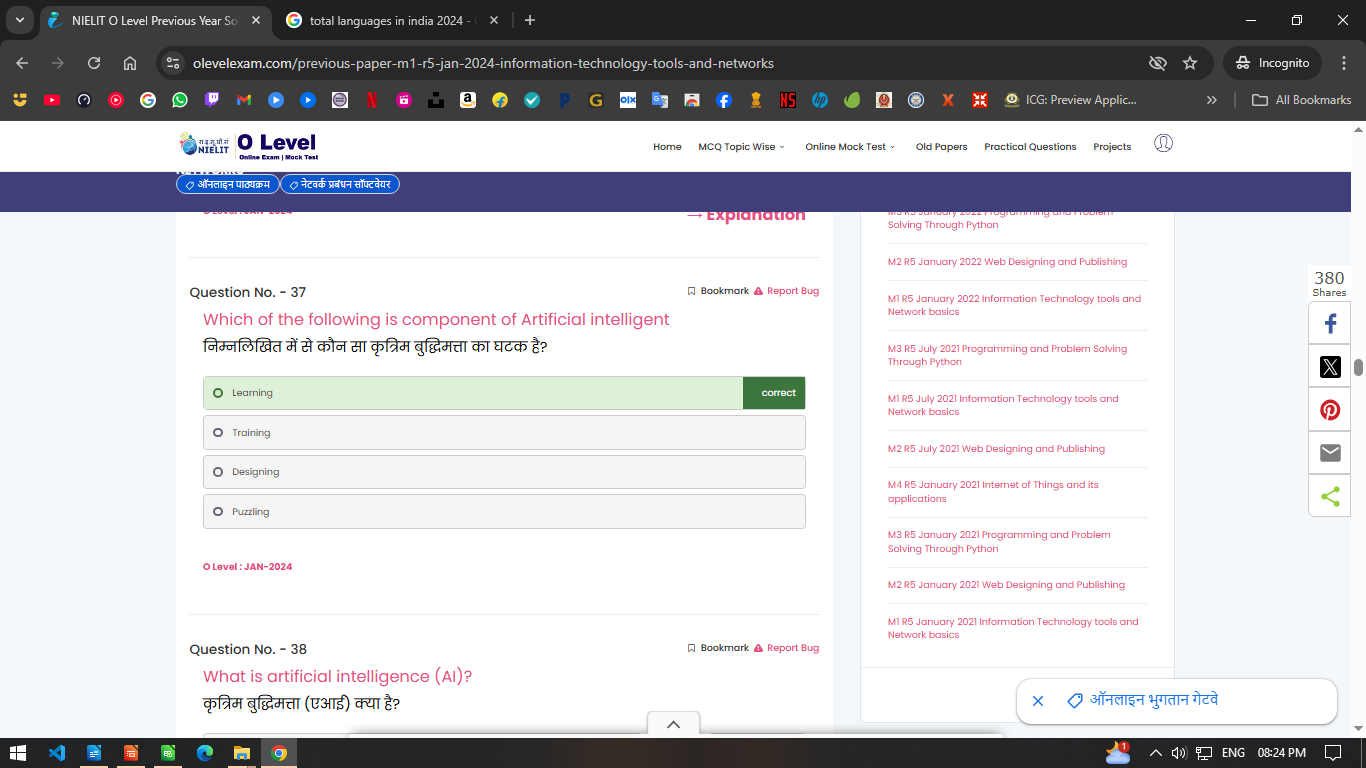 NIELIT O Level Previous Year So
total languages in india 2024 -
olevelexam.com/previous-paper-m1-r5-jan-2024-information-technology-tools-and-networks
Incognito
ICG: Preview Applic...
All Bookmarks
रा.इ.सू.प्रौ.सं
NIELIT
O Level
Online Exam | Mock Test
Home
MCQ Topic Wise
Online Mock Test
Old Papers
Practical Questions
Projects
ऑनलाइन पाठ्यक्रम
नेटवर्क प्रबंधन सॉफ्टवेयर
O Level : JAN-2024
→ Explanation
Question No. - 37
Bookmark
Report Bug
Which of the following is component of Artificial intelligent
निम्नलिखित में से कौन सा कृत्रिम बुद्धिमत्ता का घटक है?
Learning
correct
Training
Designing
Puzzling
O Level : JAN-2024
Question No. - 38
Bookmark
Report Bug
What is artificial intelligence (AI)?
कृत्रिम बुद्धिमत्ता (एआई) क्या है?
M3 R5 January 2022 Programming and Problem
Solving Through Python
M2 R5 January 2022 Web Designing and Publishing
M1 R5 January 2022 Information Technology tools and
Network basics
M3 R5 July 2021 Programming and Problem Solving
Through Python
M1 R5 July 2021 Information Technology tools and
Network basics
M2 R5 July 2021 Web Designing and Publishing
M4 R5 January 2021 Internet of Things and its
applications
M3 R5 January 2021 Programming and Problem
Solving Through Python
M2 R5 January 2021 Web Designing and Publishing
M1 R5 January 2021 Information Technology tools and
Network basics
380
Shares
ऑनलाइन भुगतान गेटवे
1
ENG
08:24 PM